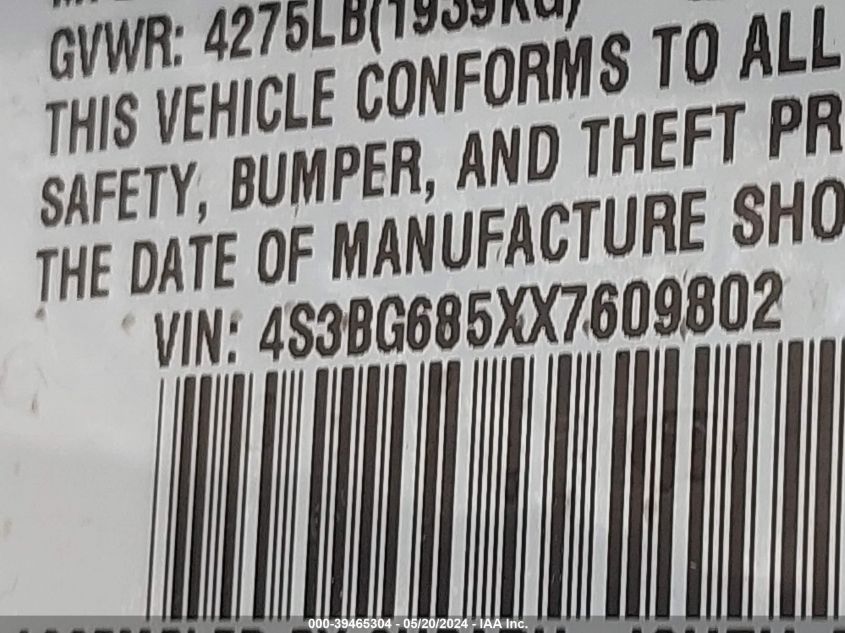 GVWR: 4275LB(1939KG)
THIS VEHICLE CONFORMS TO ALL
SAFETY, BUMPER, AND THEFT PR
THE DATE OF MANUFACTURE SHO
VIN: 4S3BG685XX7609802
000-39465304 - 05/20/2024 - IAA Inc.